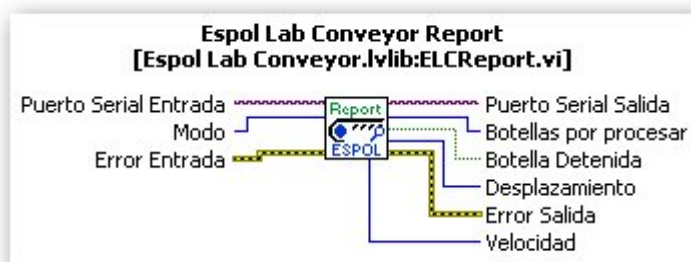 Espol Lab Conveyor Report
[Espol Lab Conveyor.lvlib:ELCReport.vi]
Puerto Serial Entrada
Modo
Error Entrada
Report
ESPOL
Puerto Serial Salida
Botellas por procesar
Botella Detenida
Desplazamiento
Error Salida
Velocidad